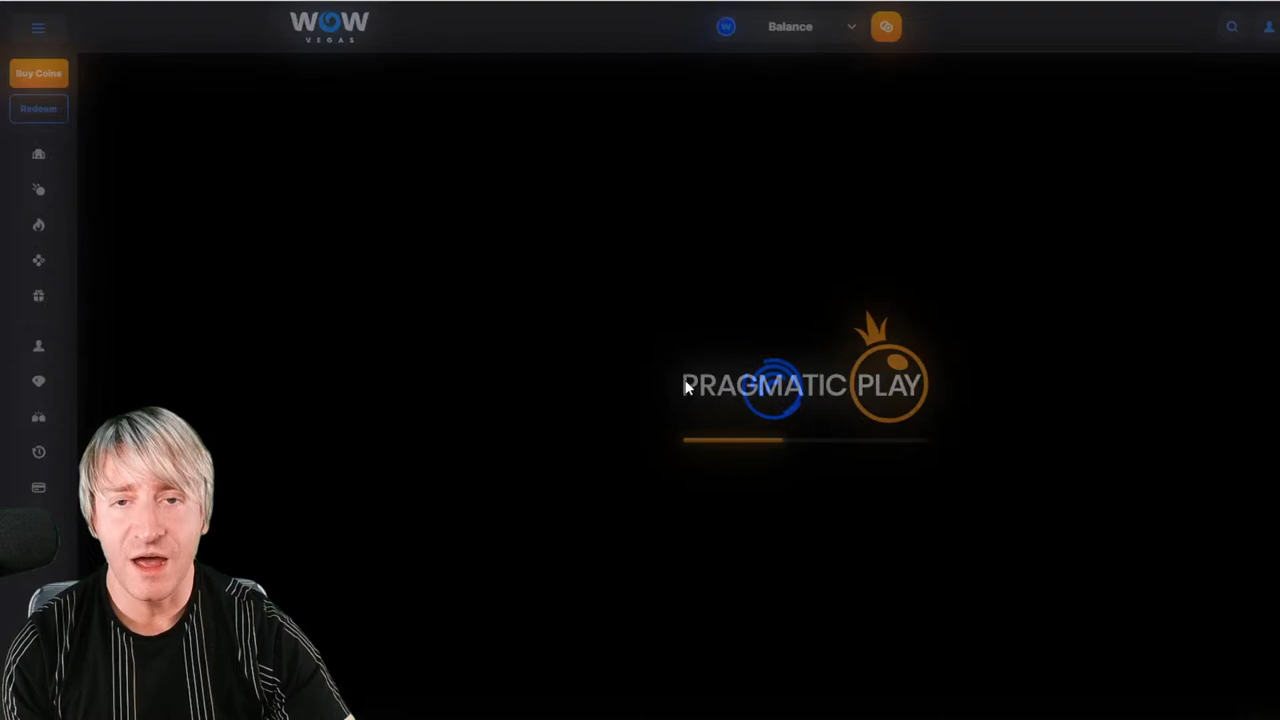 WOW
VEGAS
W
Balance
Buy Coins
Redeem
PRAGMATIC PLAY